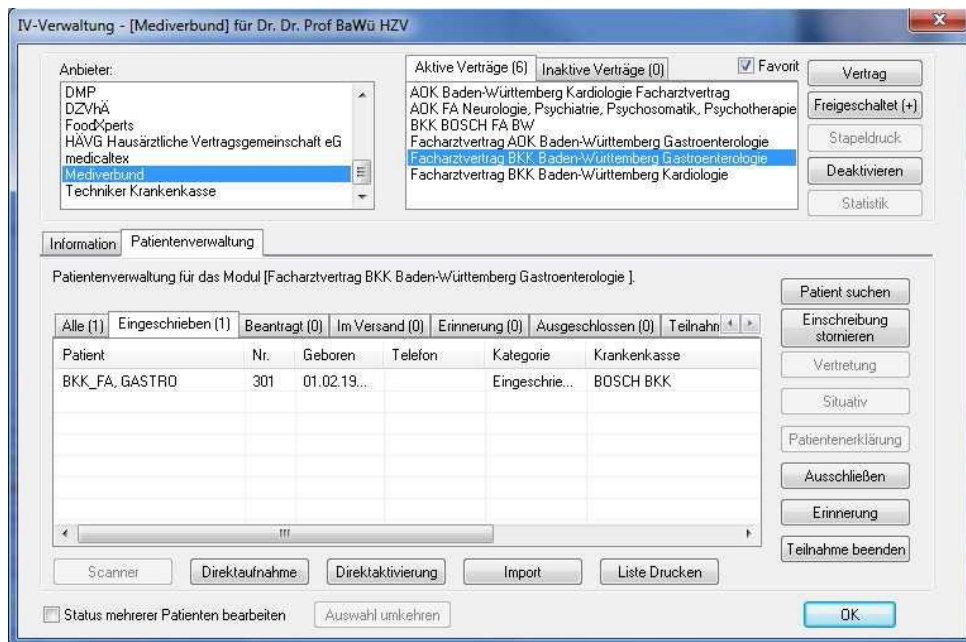 IV-Verwaltung - [Mediverbund] für Dr. Dr. Prof BaWü HZV
Anbieter:
DMP
DZVhÄ
FoodXperts
HÄVG Hausärztliche Vertragsgemeinschaft eG
medicaltex
Mediverbund
Techniker Krankenkasse
Aktive Verträge (6) Inaktive Verträge (0) Favorit
AOK Baden-Württemberg Kardiologie Facharztvertrag
AOK FA Neurologie, Psychiatrie, Psychosomatik, Psychotherapie
BKK BOSCH FA BW
Facharztvertrag AOK Baden-Württemberg Gastroenterologie
Facharztvertrag BKK Baden-Württemberg Gastroenterologie
Facharztvertrag BKK Baden-Württemberg Kardiologie
Vertrag
Freigeschaltet (+)
Stapeldruck
Deaktivieren
Statistik
Information Patientenverwaltung
Patientenverwaltung für das Modul [Facharztvertrag BKK Baden-Württemberg Gastroenterologie ].
Alle (1) Eingeschrieben (1) Beantragt (0) Im Versand (0) Erinnerung (0) Ausgeschlossen (0) Teilnahm
Patient Nr. Geboren Telefon Kategorie Krankenkasse
BKK_FA, GASTRO 301 01.02.19... Eingeschrie... BOSCH BKK
Patient suchen
Einschreibung
stornieren
Vertretung
Situativ
Patientenerklärung
Ausschließen
Erinnerung
Teilnahme beenden
Scanner Direktaufnahme Direktaktivierung Import Liste Drucken
Status mehrerer Patienten bearbeiten Auswahl umkehren OK